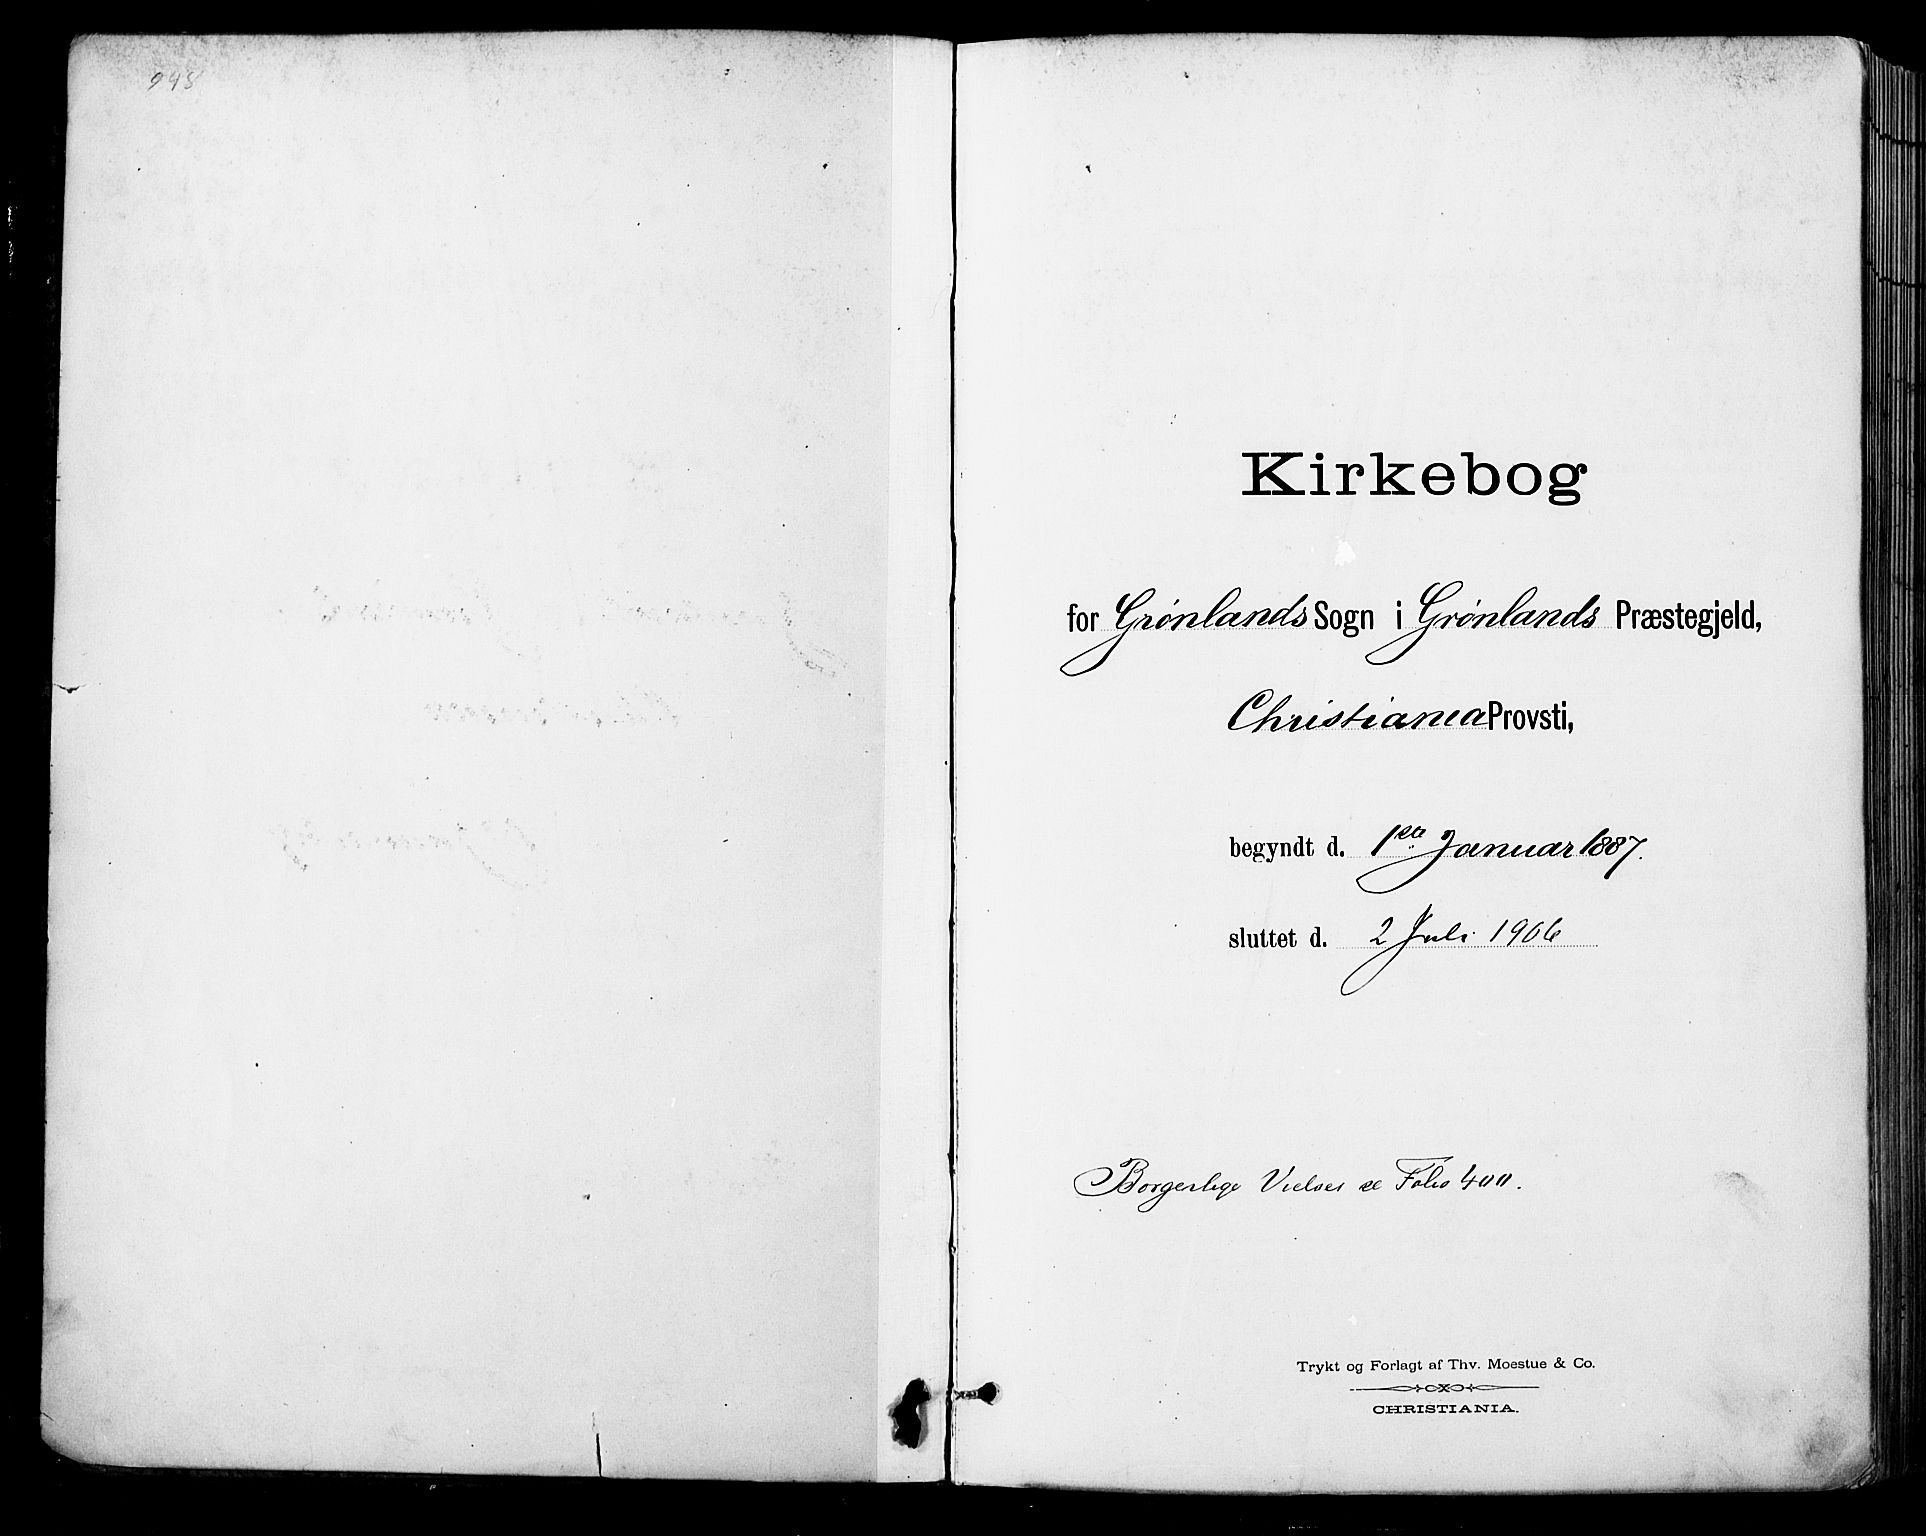 948
Kirkebog
for Grønlands Sogn i Grønlands Præstegjeld,
Christiania Provsti,
begyndt d. 1ste Januar 1887.
sluttet d. 2 Juli 1906
Borgerlige Vielser se Folio 400.
Trykt og Forlagt af Thv. Moestue & Co.
CHRISTIANIA.